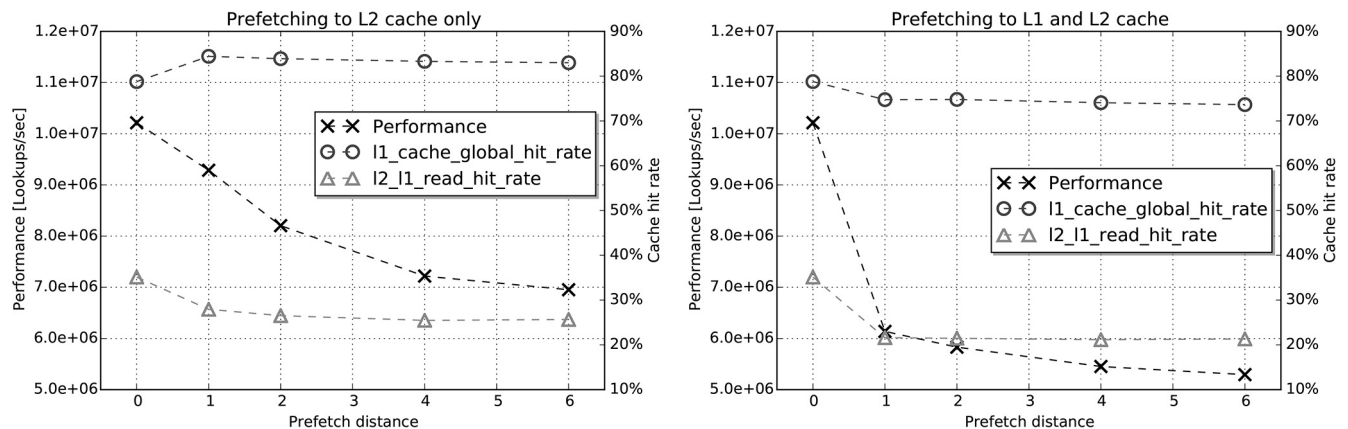 Prefetching to L2 cache only
1.2e+07
1.1e+07
1.0e+07
9.0e+06
8.0e+06
7.0e+06
6.0e+06
5.0e+06
Performance [Lookups/sec]
90%
80%
70%
60%
50%
40%
30%
20%
10%
Cache hit rate
Performance
l1_cache_global_hit_rate
l2_l1_read_hit_rate
0 1 2 3 4 5 6
Prefetch distance
Prefetching to L1 and L2 cache
1.2e+07
1.1e+07
1.0e+07
9.0e+06
8.0e+06
7.0e+06
6.0e+06
5.0e+06
Performance [Lookups/sec]
90%
80%
70%
60%
50%
40%
30%
20%
10%
Cache hit rate
Performance
l1_cache_global_hit_rate
l2_l1_read_hit_rate
0 1 2 3 4 5 6
Prefetch distance